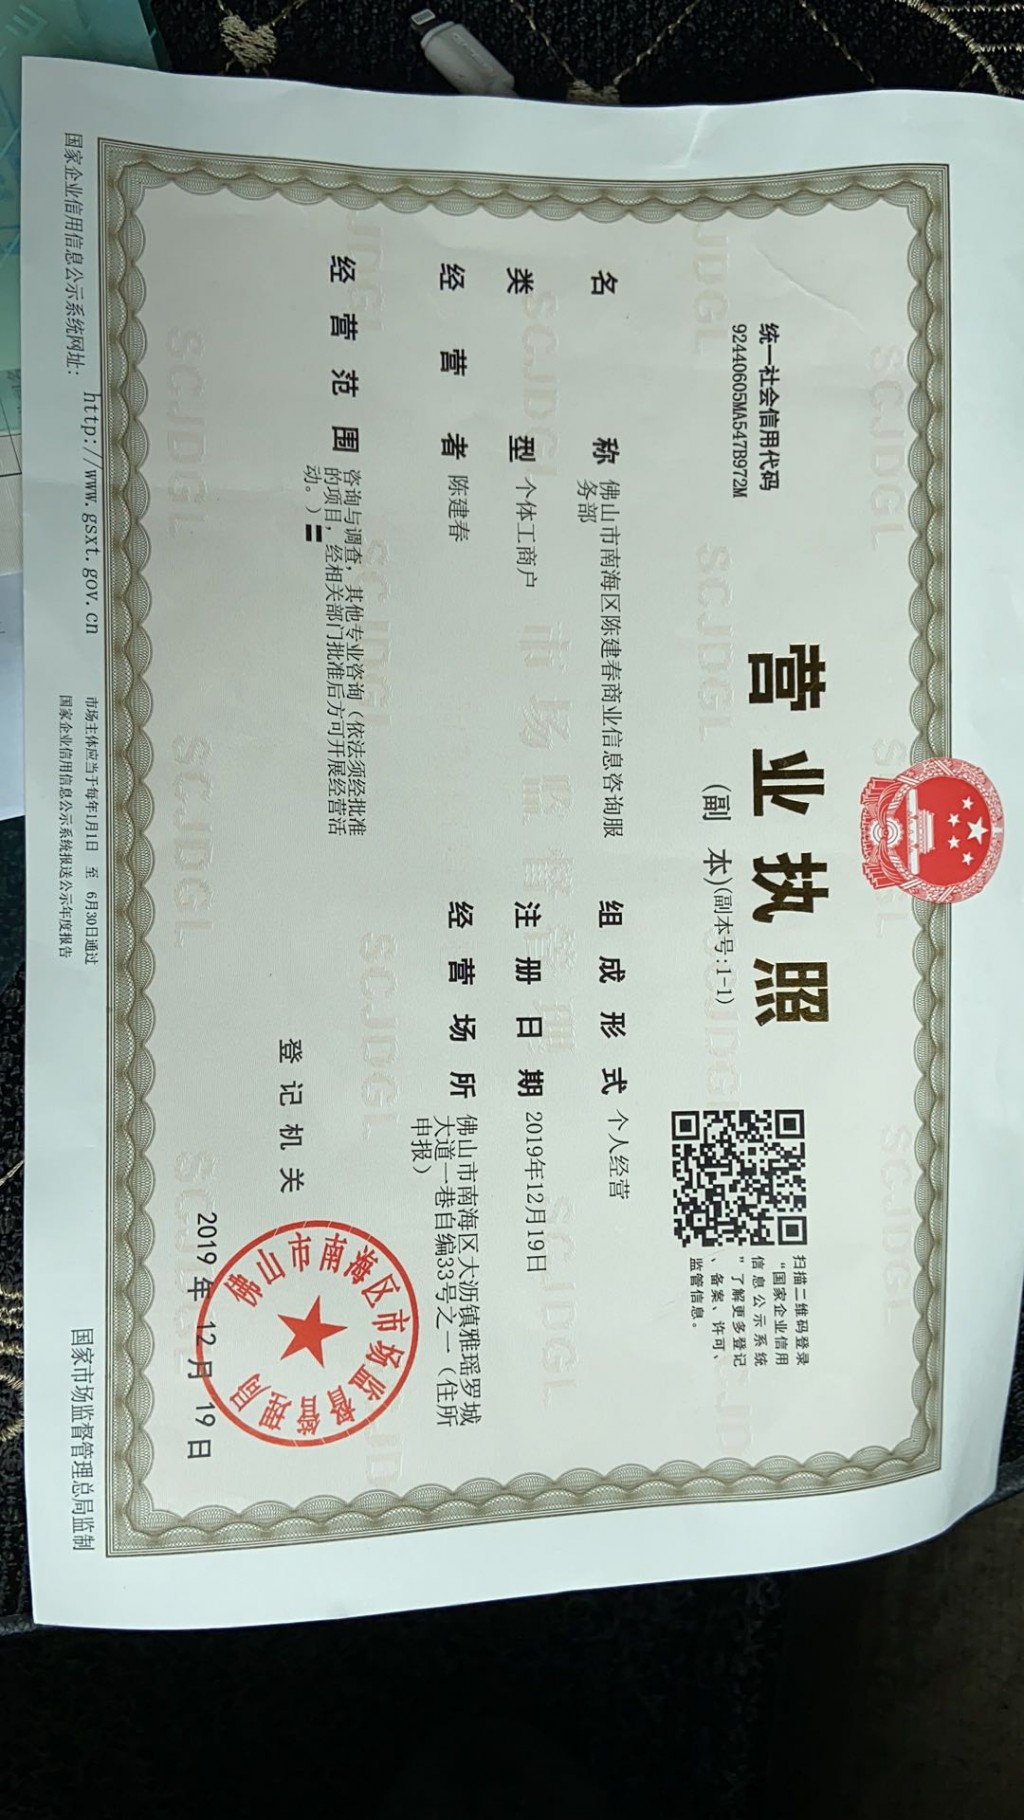 统一社会信用代码
92440605MA547B972M
营业执照
(副 本)(副本号:1-1)
扫描二维码登录
“国家企业信用
信息公示系统
”了解更多登记
、备案、许可、
监管信息。
名称 佛山市南海区陈建春商业信息咨询服
务部
类型 个体工商户
经营者 陈建春
经营范围 咨询与调查，其他专业咨询（依法须经批准
的项目，经相关部门批准后方可开展经营活
动。）〓
组成形式 个人经营
注册日期 2019年12月19日
经营场所 佛山市南海区大沥镇雅瑶罗城
大道一巷自编33号之一（住所
申报）
登记机关
佛山市南海区市场监督管理局
2019 年 12 月 19 日
国家企业信用信息公示系统网址： http://www.gsxt.gov.cn
市场主体应当于每年1月1日 至 6月30日通过
国家企业信用信息公示系统报送公示年度报告
国家市场监督管理总局监制
SCJDGL